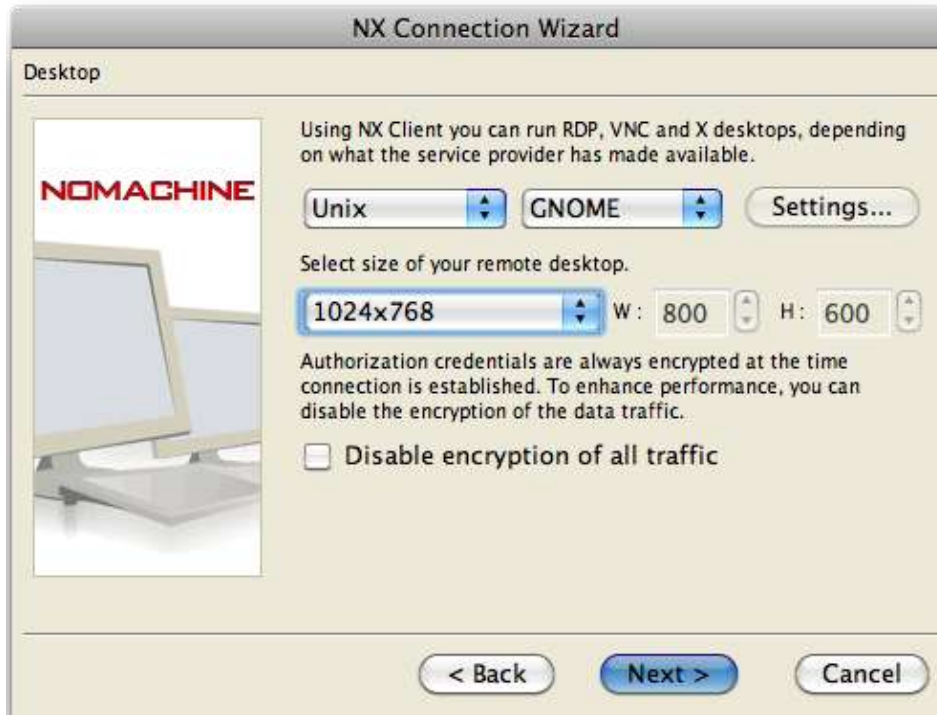 NX Connection Wizard
Desktop
NOMACHINE
Using NX Client you can run RDP, VNC and X desktops, depending
on what the service provider has made available.
Unix GNOME Settings...
Select size of your remote desktop.
1024x768 W: 800 H: 600
Authorization credentials are always encrypted at the time
connection is established. To enhance performance, you can
disable the encryption of the data traffic.
Disable encryption of all traffic
< Back Next > Cancel